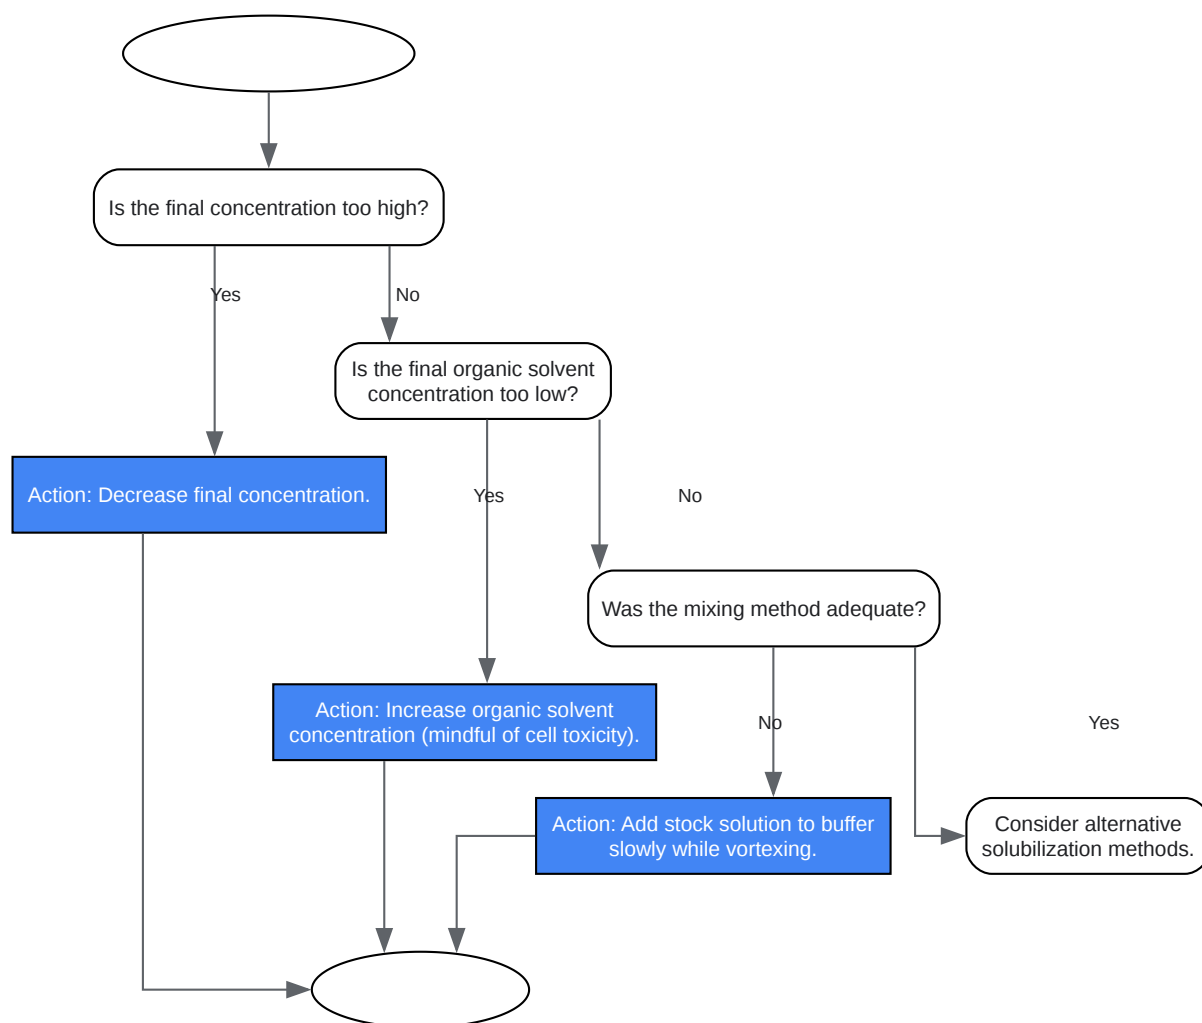 Is the final concentration too high?
Yes
No
Is the final organic solvent
concentration too low?
Action: Decrease final concentration.
Yes
No
Was the mixing method adequate?
Action: Increase organic solvent
concentration (mindful of cell toxicity).
No
Yes
Action: Add stock solution to buffer
slowly while vortexing.
Consider alternative
solubilization methods.